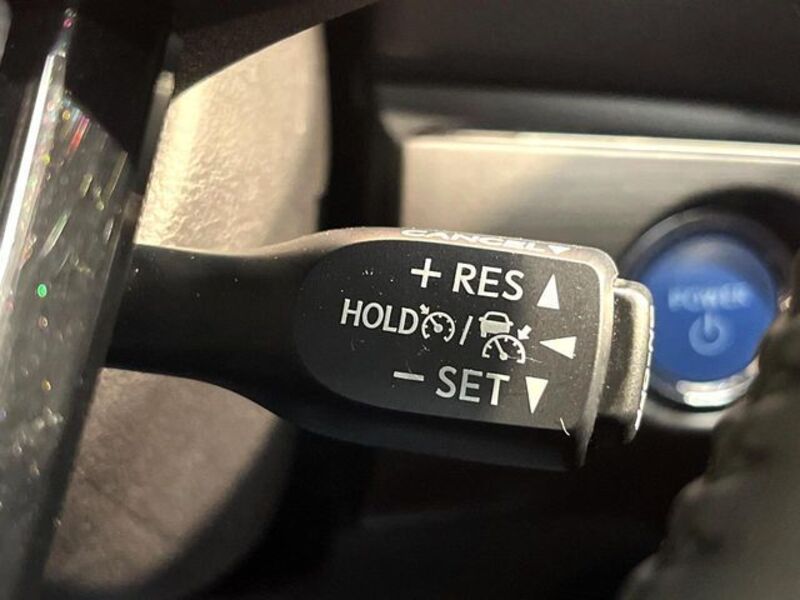 CANCEL
+ RES
HOLD /
− SET
POWER